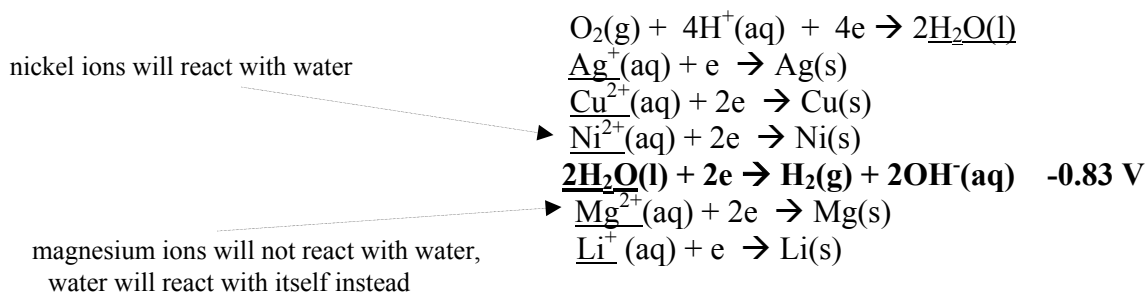 O₂(g) + 4H⁺(aq) + 4e → 2H₂O(l)
nickel ions will react with water
Ag⁺(aq) + e → Ag(s)
Cu²⁺(aq) + 2e → Cu(s)
Ni²⁺(aq) + 2e → Ni(s)
2H₂O(l) + 2e → H₂(g) + 2OH⁻(aq) -0.83 V
Mg²⁺(aq) + 2e → Mg(s)
magnesium ions will not react with water,
water will react with itself instead
Li⁺ (aq) + e → Li(s)